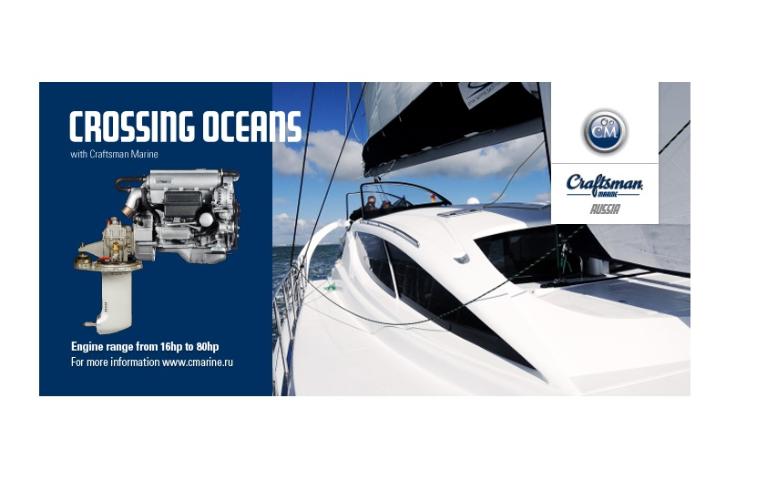 CROSSING OCEANS
with Craftsman Marine
CM
Craftsman
MARINE
RUSSIA
Engine range from 16hp to 80hp
For more information www.cmarine.ru